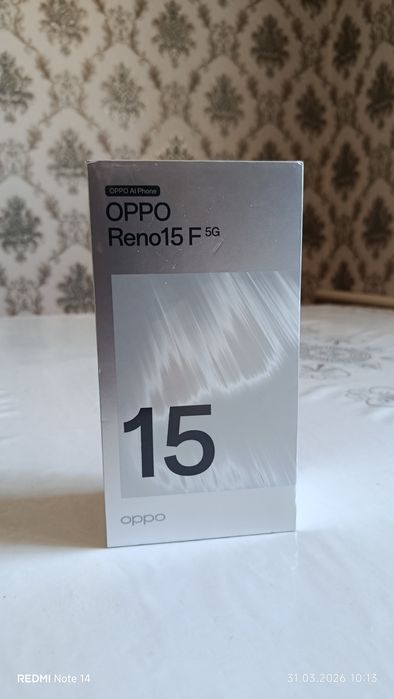 OPPO AI Phone
OPPO
Reno15 F 5G
15
oppo
REDMI Note 14
31.03.2026 10:13